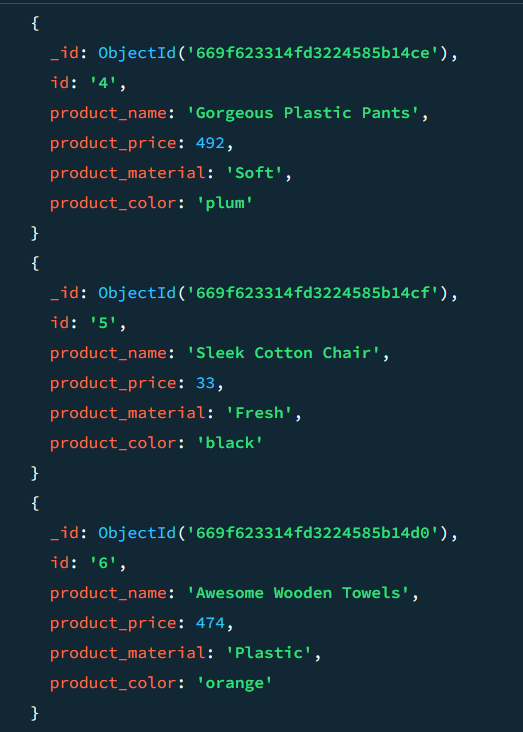 {
_id: ObjectId('669f623314fd3224585b14ce'),
id: '4',
product_name: 'Gorgeous Plastic Pants',
product_price: 492,
product_material: 'Soft',
product_color: 'plum'
}
{
_id: ObjectId('669f623314fd3224585b14cf'),
id: '5',
product_name: 'Sleek Cotton Chair',
product_price: 33,
product_material: 'Fresh',
product_color: 'black'
}
{
_id: ObjectId('669f623314fd3224585b14d0'),
id: '6',
product_name: 'Awesome Wooden Towels',
product_price: 474,
product_material: 'Plastic',
product_color: 'orange'
}